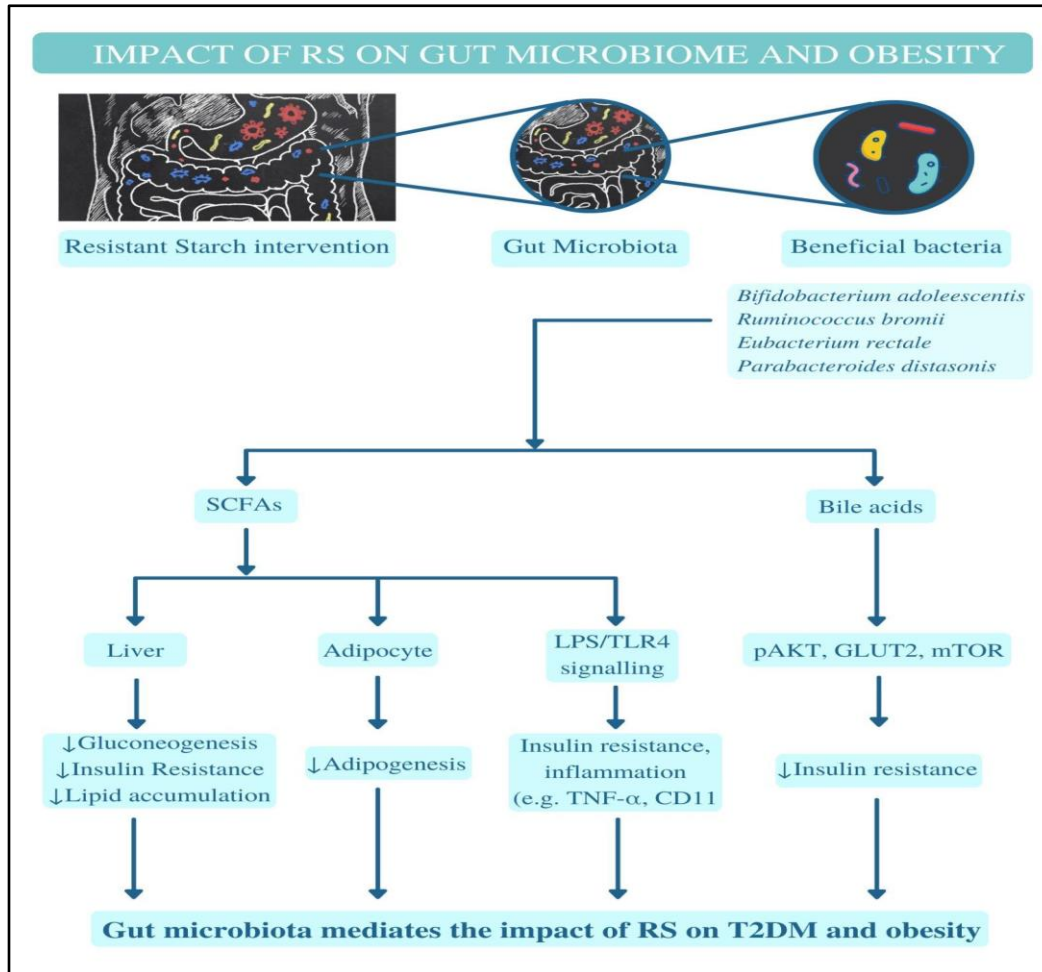 IMPACT OF RS ON GUT MICROBIOME AND OBESITY
Resistant Starch intervention
Gut Microbiota
Beneficial bacteria
Bifidobacterium adoleescentis
Ruminococcus bromii
Eubacterium rectale
Parabacteroides distasonis
SCFAs
Bile acids
Liver
Adipocyte
LPS/TLR4
signalling
pAKT, GLUT2, mTOR
↓Gluconeogenesis
↓Insulin Resistance
↓Lipid accumulation
↓Adipogenesis
Insulin resistance,
inflammation
(e.g. TNF-α, CD11
↓Insulin resistance
Gut microbiota mediates the impact of RS on T2DM and obesity